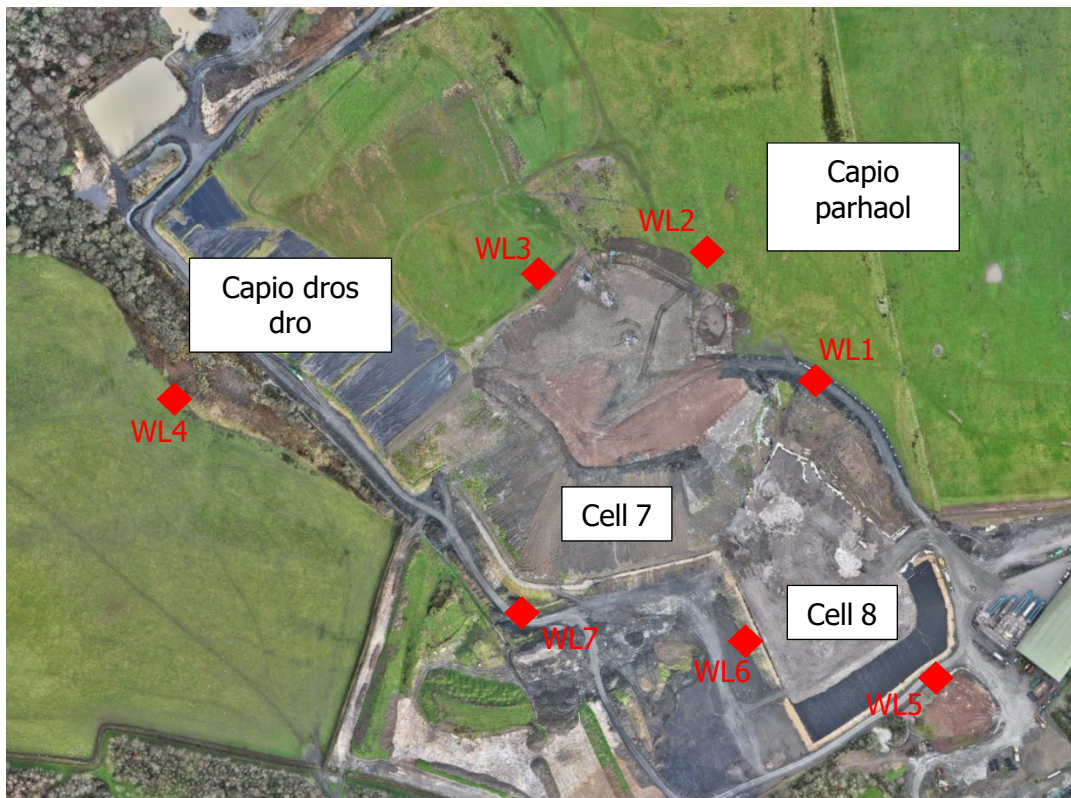 Capio
parhaol
WL2
WL3
Capio dros
dro
WL1
WL4
Cell 7
Cell 8
WL7
WL6
WL5